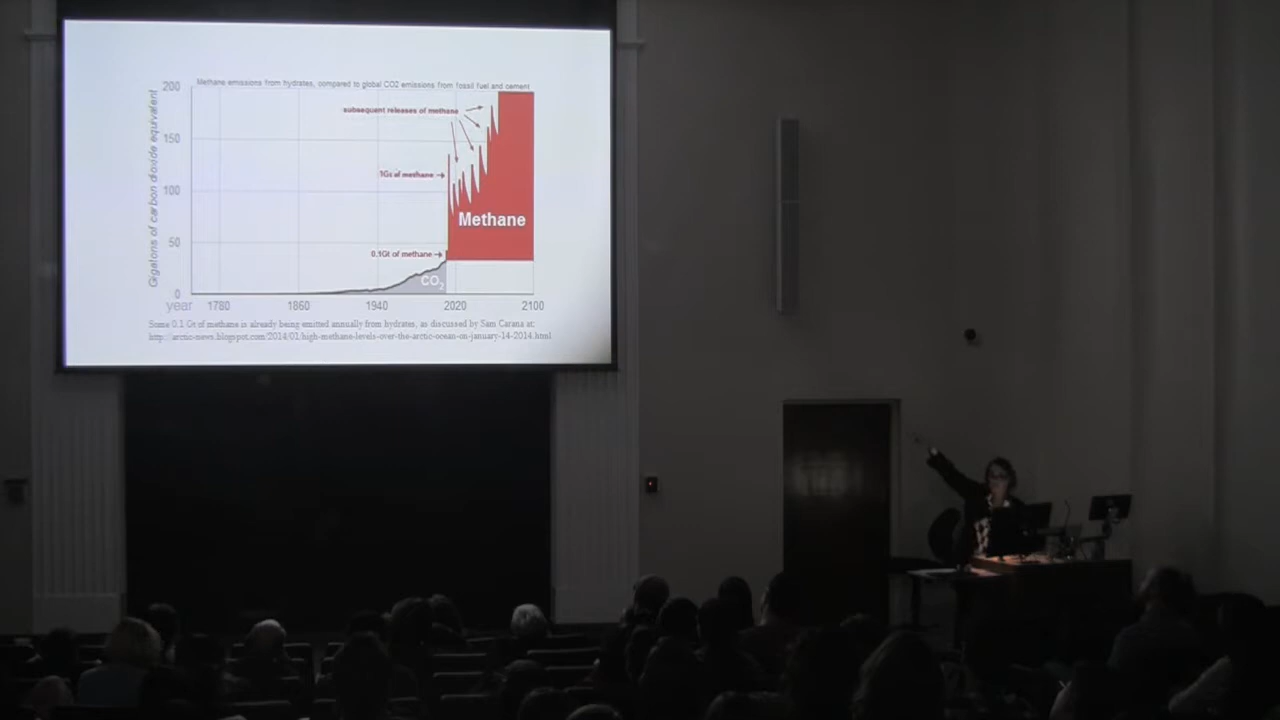 Methane emissions from hydrates, compared to global CO2 emissions from fossil fuel and cement
Gigatons of carbon dioxide equivalent
200
150
100
50
0
subsequent releases of methane
1Gt of methane →
Methane
0.1Gt of methane →
CO2
year 1780 1860 1940 2020 2100
Some 0.1 Gt of methane is already being emitted annually from hydrates, as discussed by Sam Carana at:
http://arctic-news.blogspot.com/2014/01/high-methane-levels-over-the-arctic-ocean-on-january-14-2014.html